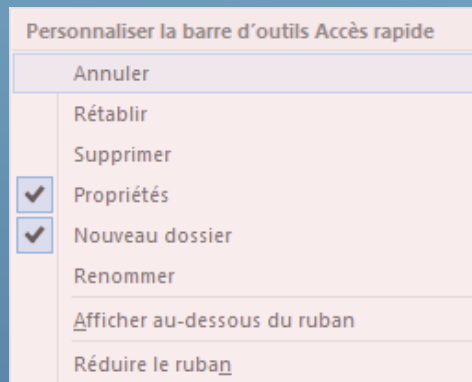 Personnaliser la barre d´outils Accès rapide
Annuler
Rétablir
Supprimer
Propriétés
Nouveau dossier
Renommer
Afficher au-dessous du ruban
Réduire le ruban